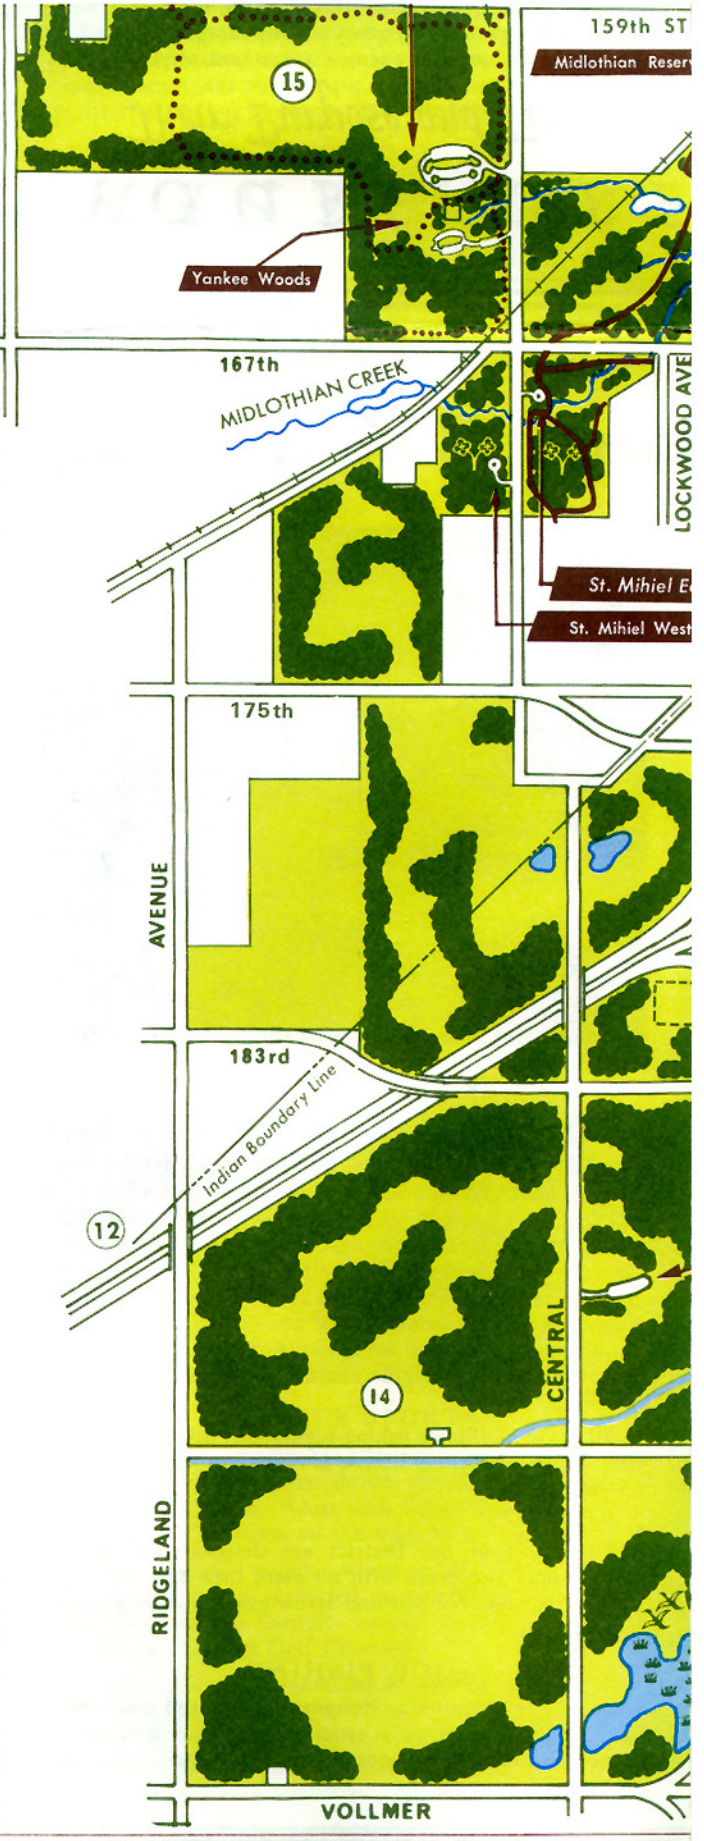 159th ST
Midlothian Reserv
15
Yankee Woods
167th
MIDLOTHIAN CREEK
LOCKWOOD AVE
St. Mihiel E
St. Mihiel West
175th
AVENUE
183rd
Indian Boundary Line
12
CENTRAL
14
RIDGELAND
VOLLMER